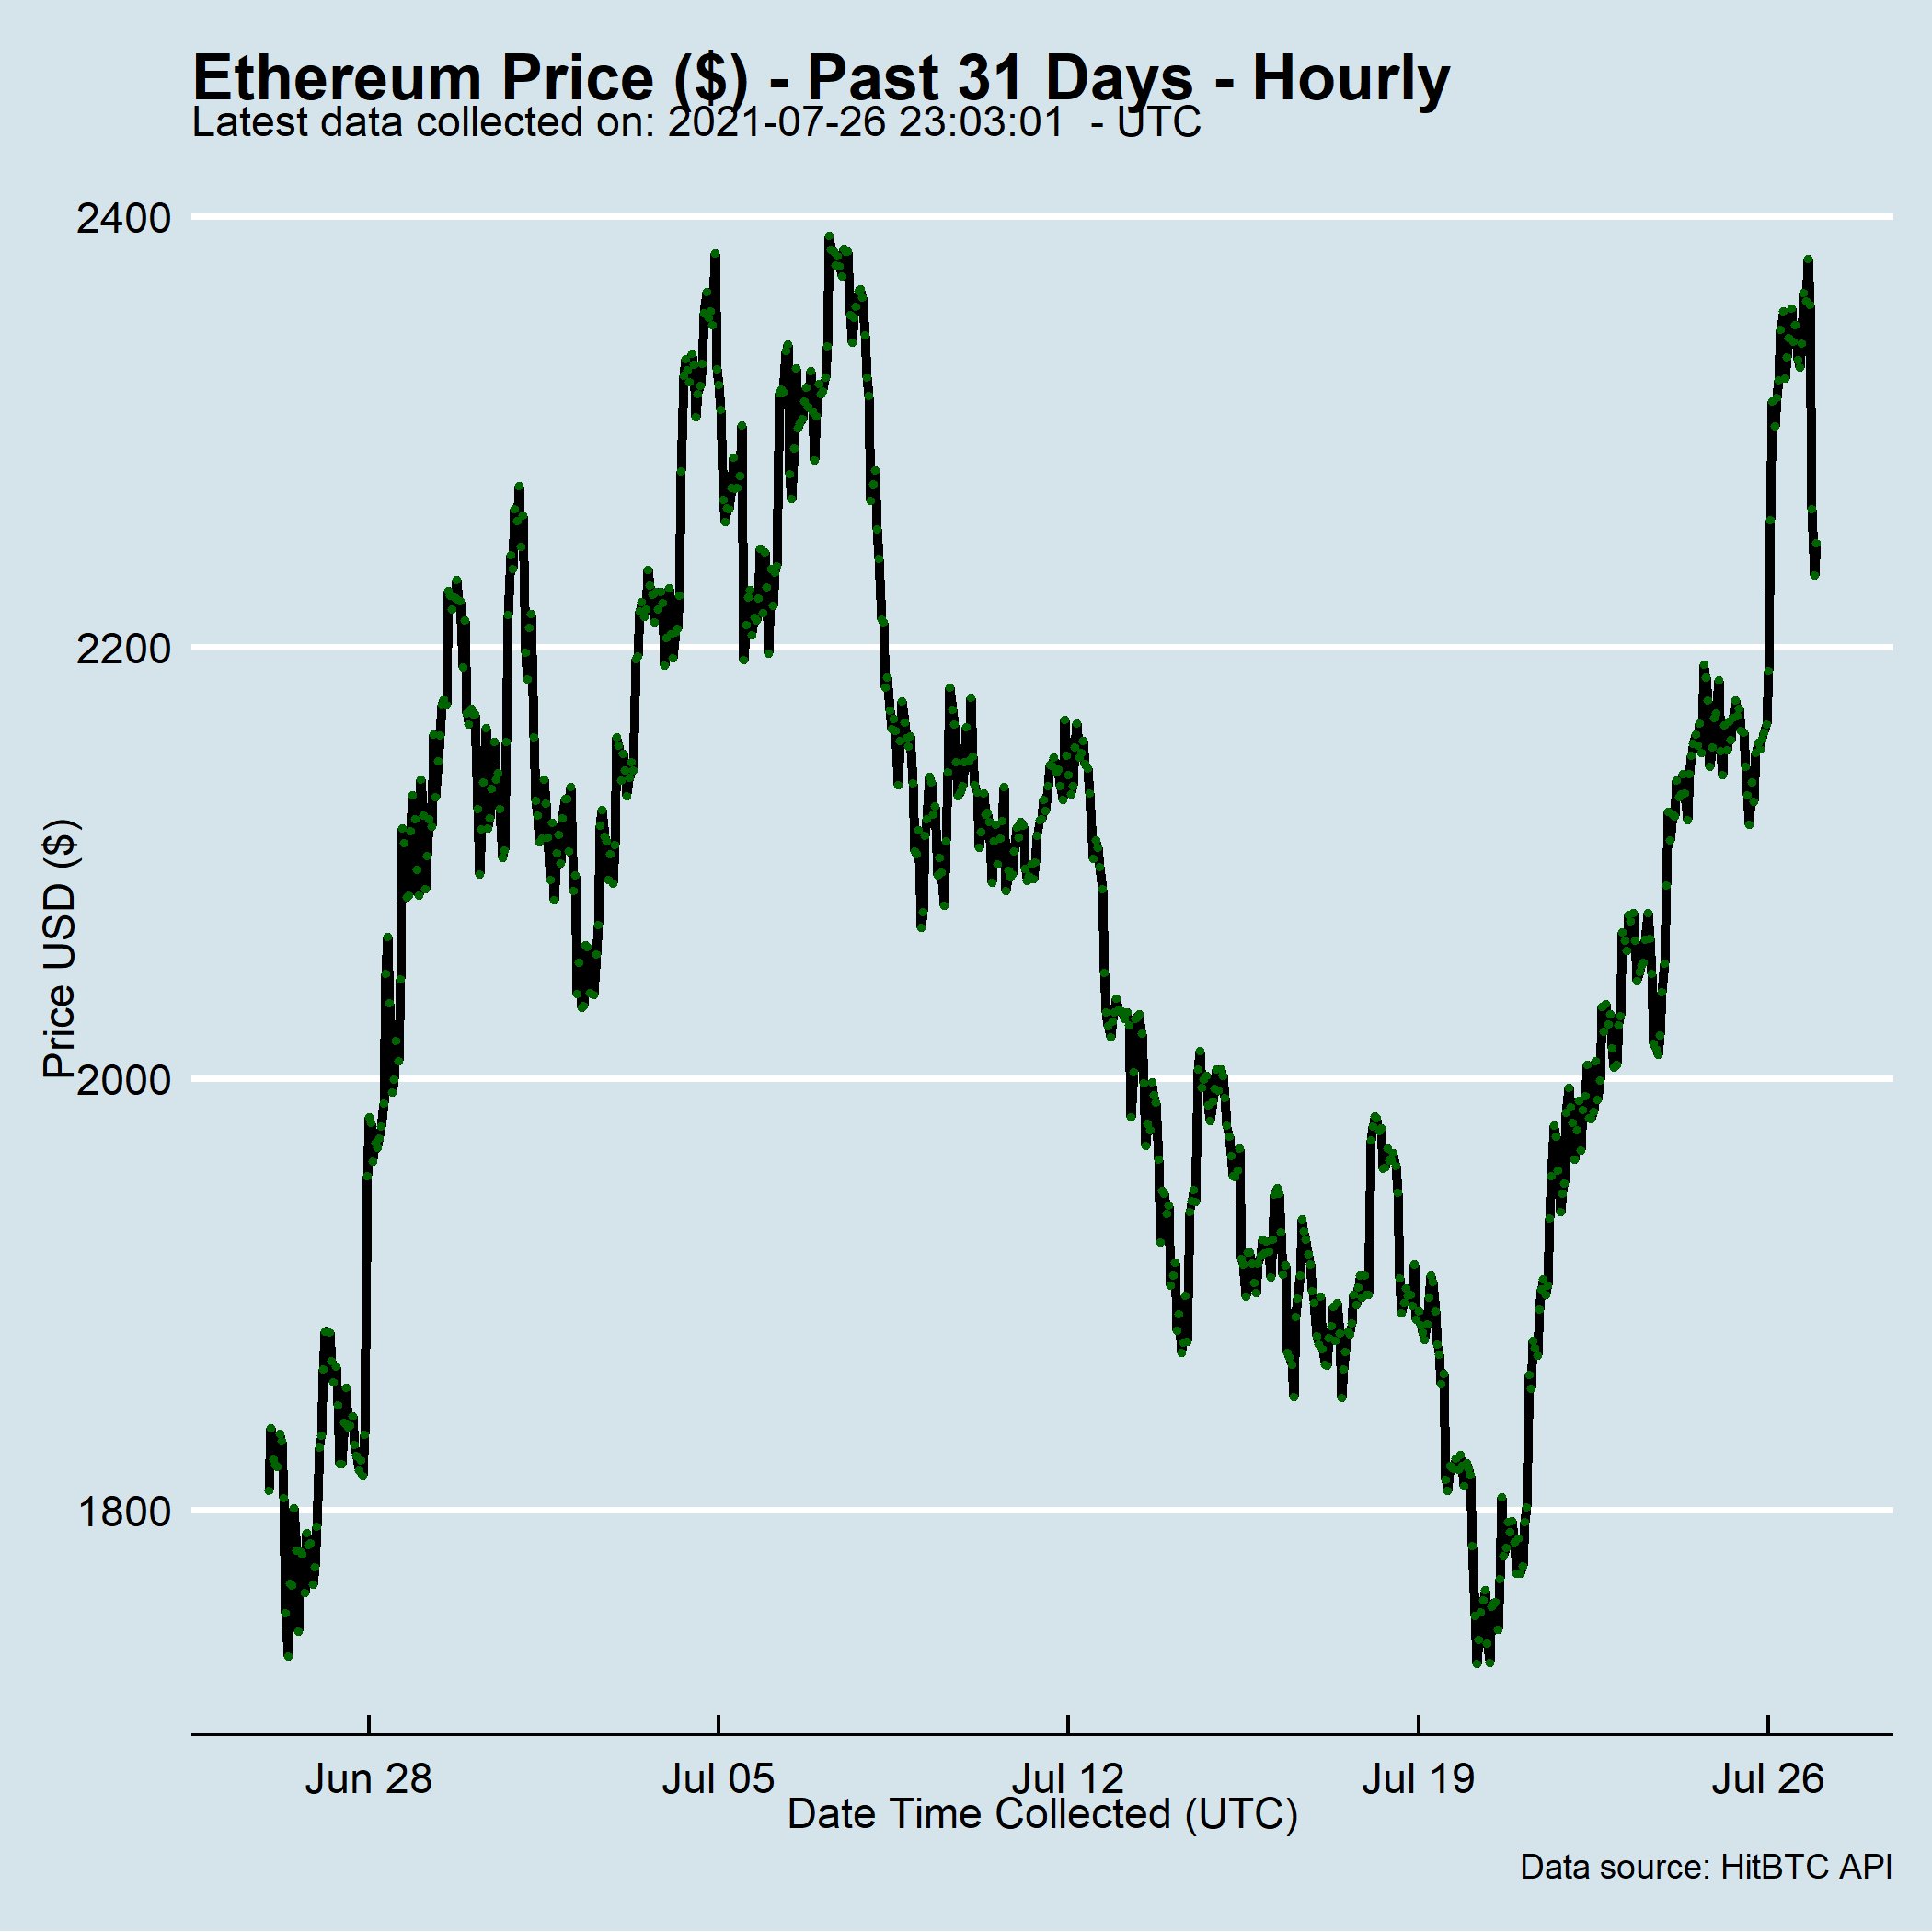 Ethereum Price ($) - Past 31 Days - Hourly
Latest data collected on: 2021-07-26 23:03:01  - UTC
2400
2200
2000
1800
Price USD ($)
Jun 28 Jul 05 Jul 12 Jul 19 Jul 26
Date Time Collected (UTC)
Data source: HitBTC API